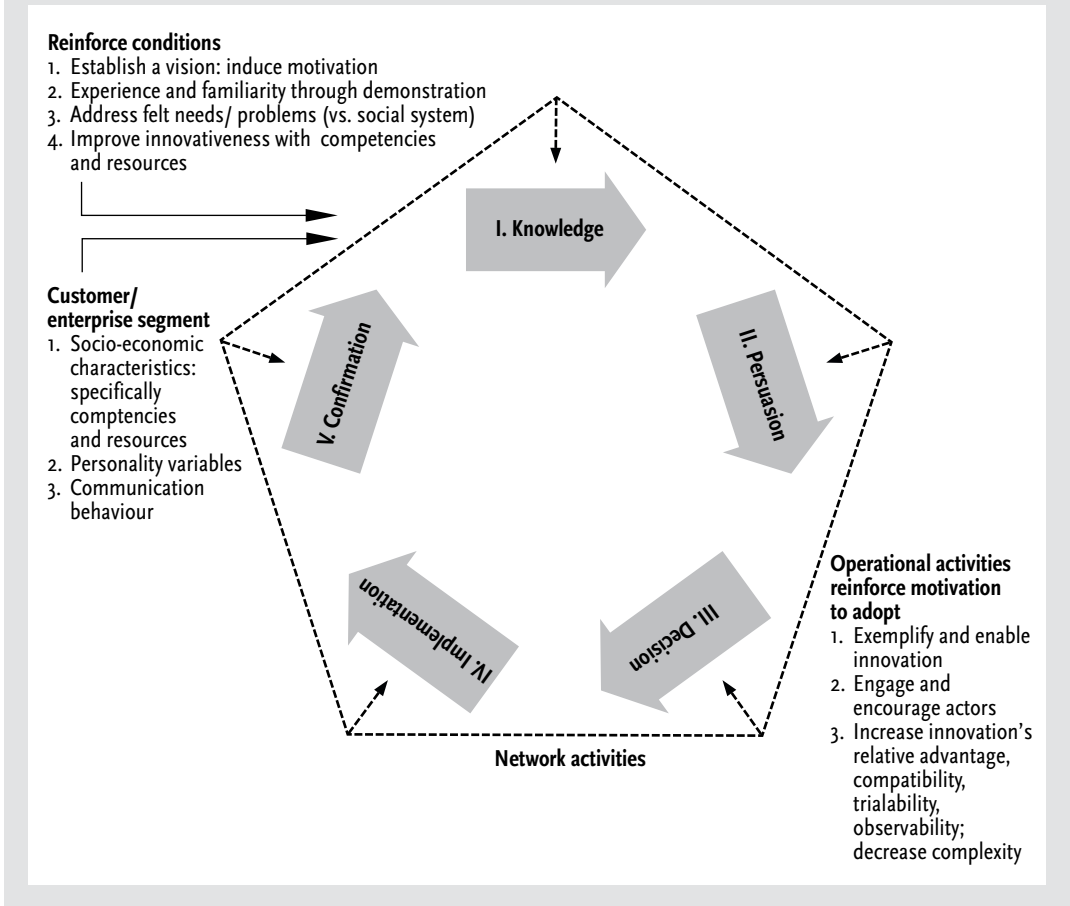 Reinforce conditions
1. Establish a vision: induce motivation
2. Experience and familiarity through demonstration
3. Address felt needs/ problems (vs. social system)
4. Improve innovativeness with competencies
and resources
I. Knowledge
II. Persuasion
III. Decision
IV. Implementation
V. Confirmation
Customer/
enterprise segment
1. Socio-economic
characteristics:
specifically
comptencies
and resources
2. Personality variables
3. Communication
behaviour
Operational activities
reinforce motivation
to adopt
1. Exemplify and enable
innovation
2. Engage and
encourage actors
3. Increase innovation's
relative advantage,
compatibility,
trialability,
observability;
decrease complexity
Network activities